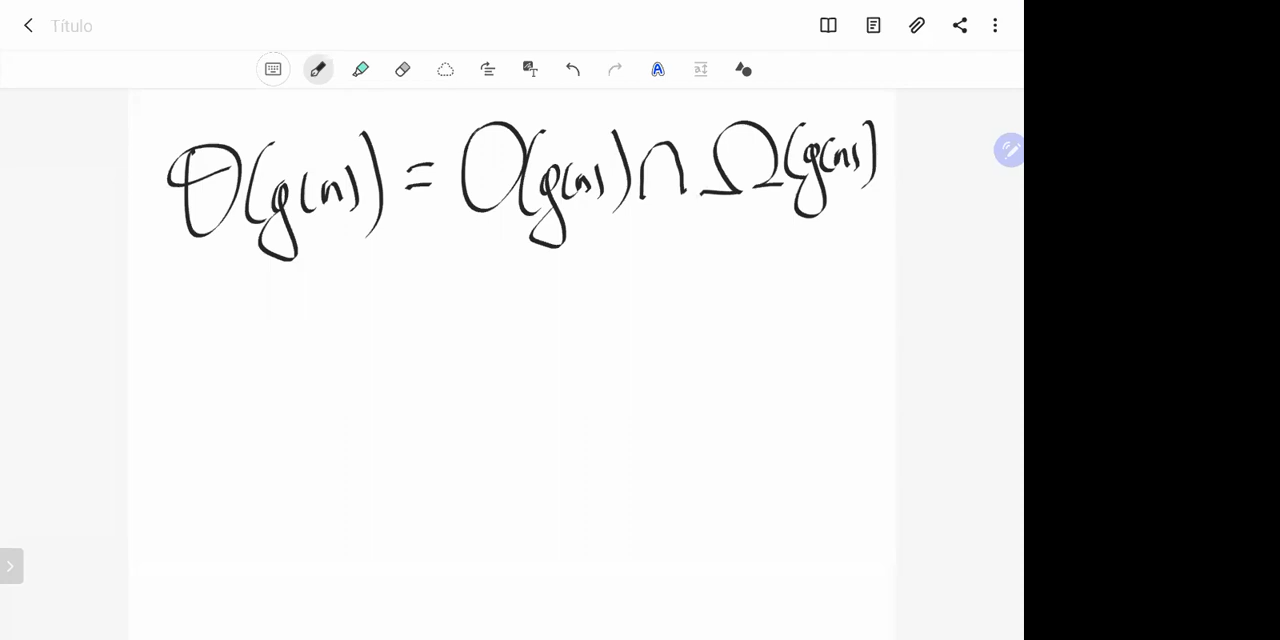 Título
Θ(g(n)) = O(g(n)) ∩ Ω(g(n))